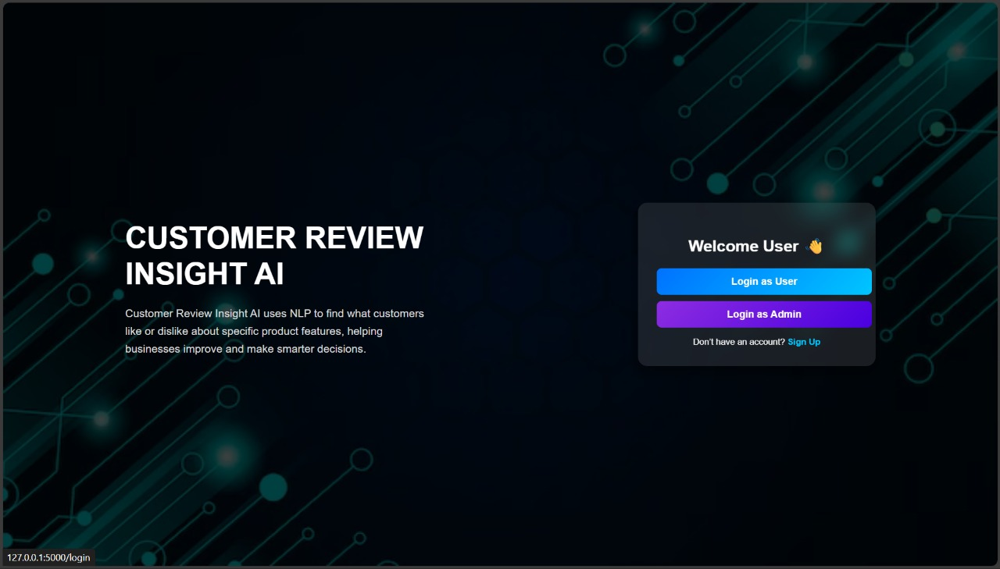 CUSTOMER REVIEW
INSIGHT AI
Customer Review Insight AI uses NLP to find what customers
like or dislike about specific product features, helping
businesses improve and make smarter decisions.
Welcome User 👋
Login as User
Login as Admin
Don't have an account? Sign Up
127.0.0.1:5000/login